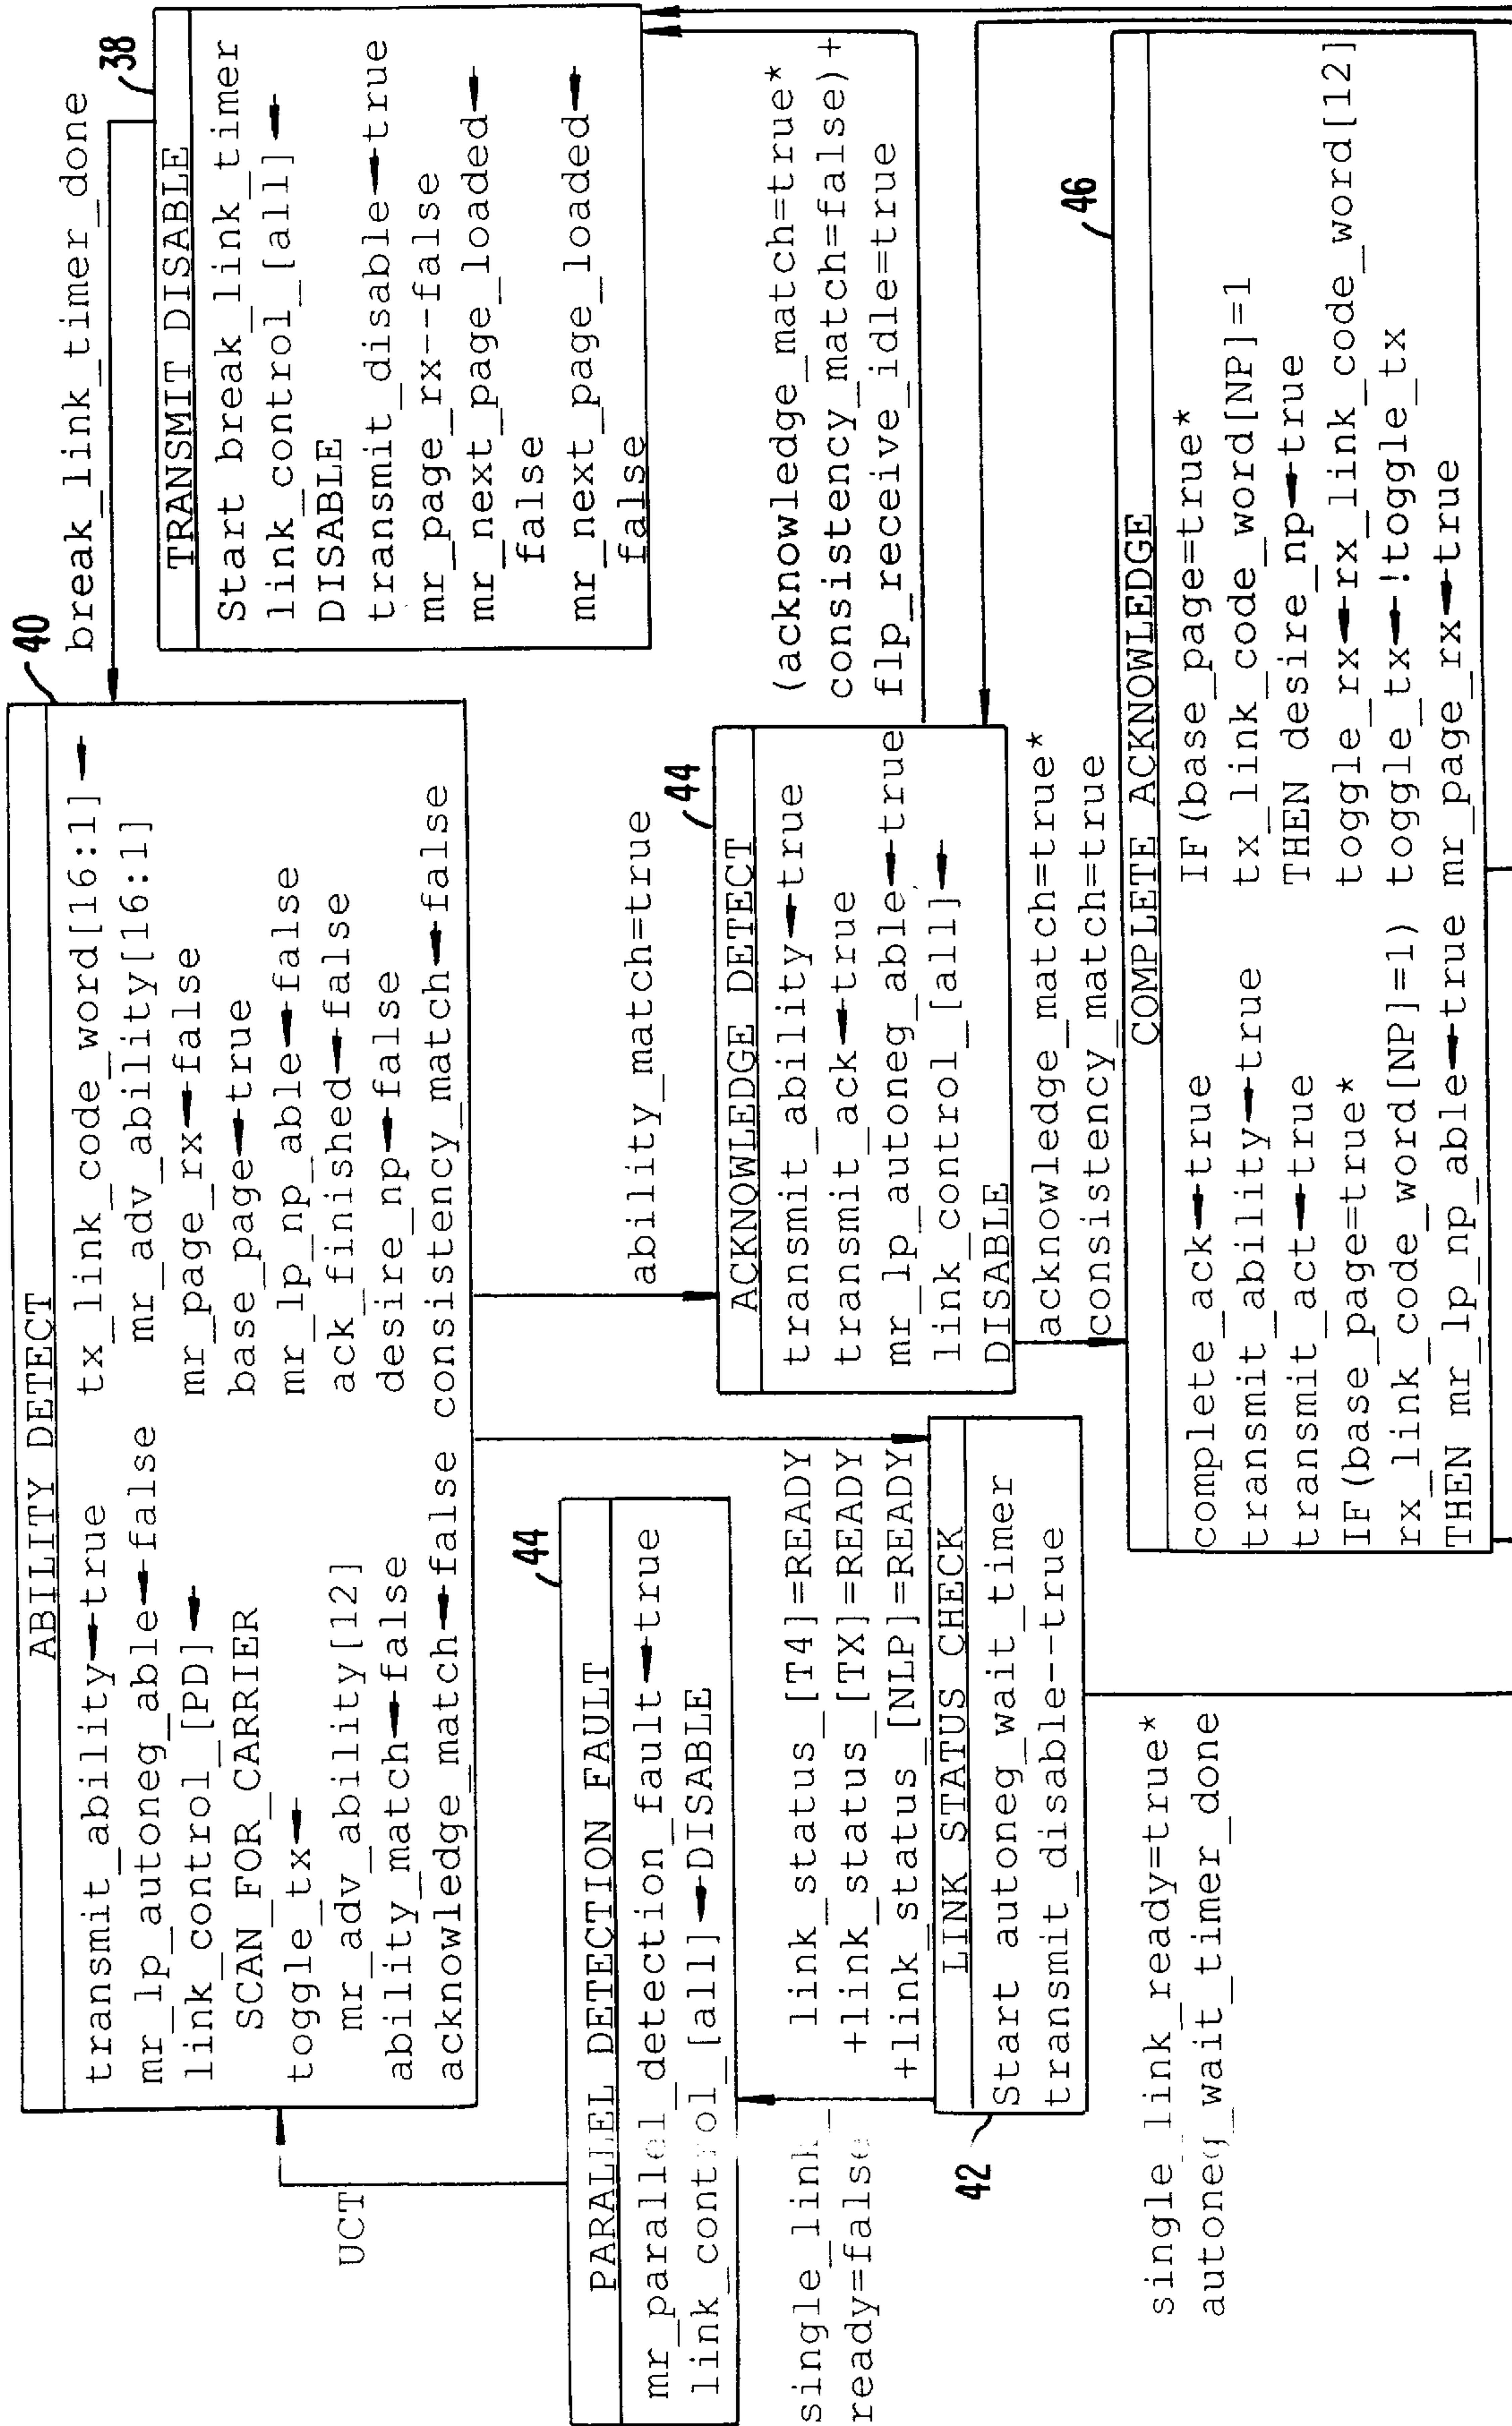 ABILITY DETECT
40
transmit_ability←true
mr_lp_autoneg_able←false
link_control_[PD]←
SCAN_FOR_CARRIER
toggle_tx←
mr_adv_ability[12]
ability_match←false
acknowledge_match←false
tx_link_code_word[16:1]←
mr_adv_ability[16:1]
mr_page_rx←false
base_page←true
mr_lp_np_able←false
ack_finished←false
desire_np←false
consistency_match←false
break_link_timer_done
38
TRANSMIT DISABLE
Start break_link_timer
link_control_[all]←
DISABLE
transmit_disable←true
mr_page_rx--false
mr_next_page_loaded←
false
mr_next_page_loaded←
false
UCT
44
PARALLEL DETECTION FAULT
mr_parallel_detection_fault←true
link_control_[all]←DISABLE
ability_match=true
44
ACKNOWLEDGE DETECT
transmit_ability←true
transmit_ack←true
mr_lp_autoneg_able←true
link_control_[all]←
DISABLE
(acknowledge_match=true*
consistency_match=false)+
flp_receive_idle=true
single_link_
ready=false
link_status_[T4]=READY
+link_status_[TX]=READY
+link_status_[NLP]=READY
42
LINK STATUS CHECK
Start autoneg_wait_timer
transmit_disable--true
acknowledge_match=true*
consistency_match=true
46
single_link_ready=true*
autoneg_wait_timer_done
COMPLETE ACKNOWLEDGE
complete_ack←true
transmit_ability←true
transmit_act←true
IF(base_page=true*
rx_link_code_word[NP]=1)
THEN mr_lp_np_able←true
IF(base_page=true*
tx_link_code_word[NP]=1
THEN desire_np←true
toggle_rx←rx_link_code_word[12]
toggle_tx←!toggle_tx
mr_page_rx←true